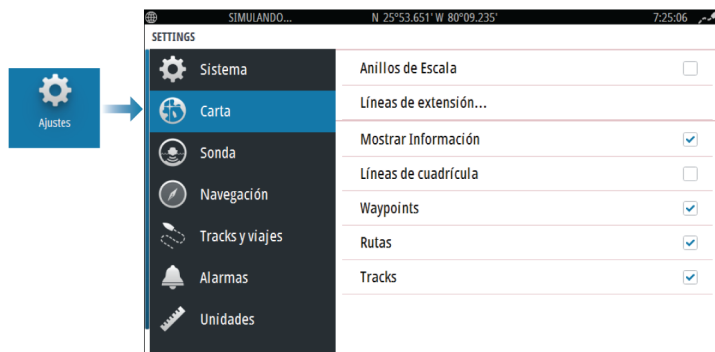 SIMULANDO... N 25°53.651' W 80°09.235' 7:25:06
SETTINGS
Ajustes
Sistema
Carta
Sonda
Navegación
Tracks y viajes
Alarmas
Unidades
Anillos de Escala
Líneas de extensión...
Mostrar Información
Líneas de cuadrícula
Waypoints
Rutas
Tracks